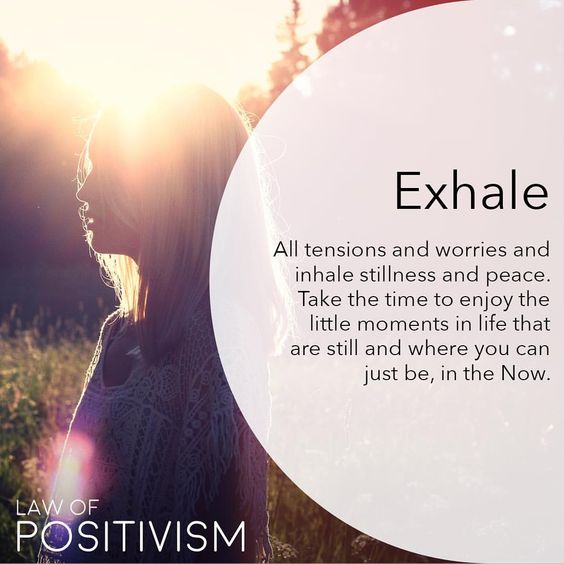 Exhale
All tensions and worries and
inhale stillness and peace.
Take the time to enjoy the
little moments in life that
are still and where you can
just be, in the Now.
LAW OF
POSITIVISM